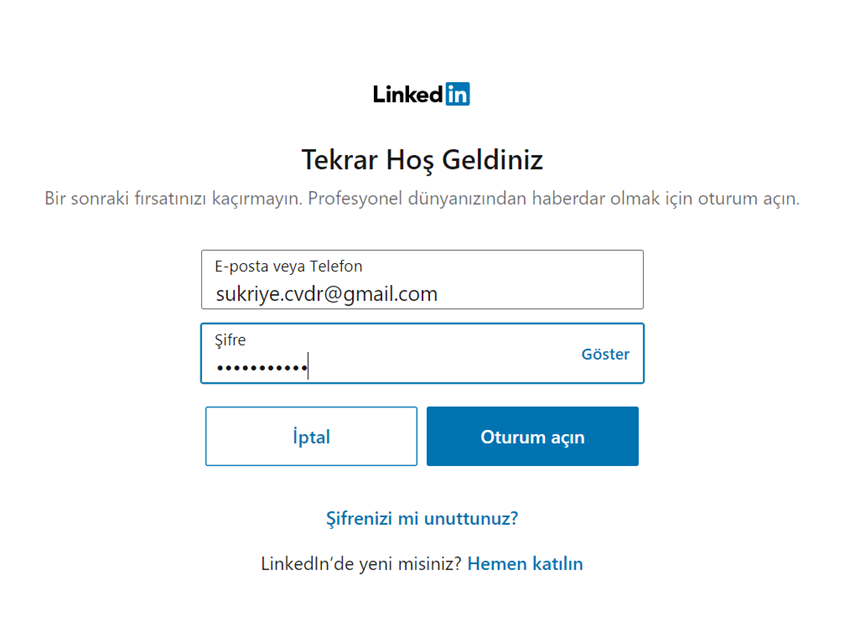 LinkedIn
Tekrar Hoş Geldiniz
Bir sonraki fırsatınızı kaçırmayın. Profesyonel dünyanızından haberdar olmak için oturum açın.
E-posta veya Telefon
sukriye.cvdr@gmail.com
Şifre
•••••••••••
Göster
İptal
Oturum açın
Şifrenizi mi unuttunuz?
LinkedIn'de yeni misiniz? Hemen katılın